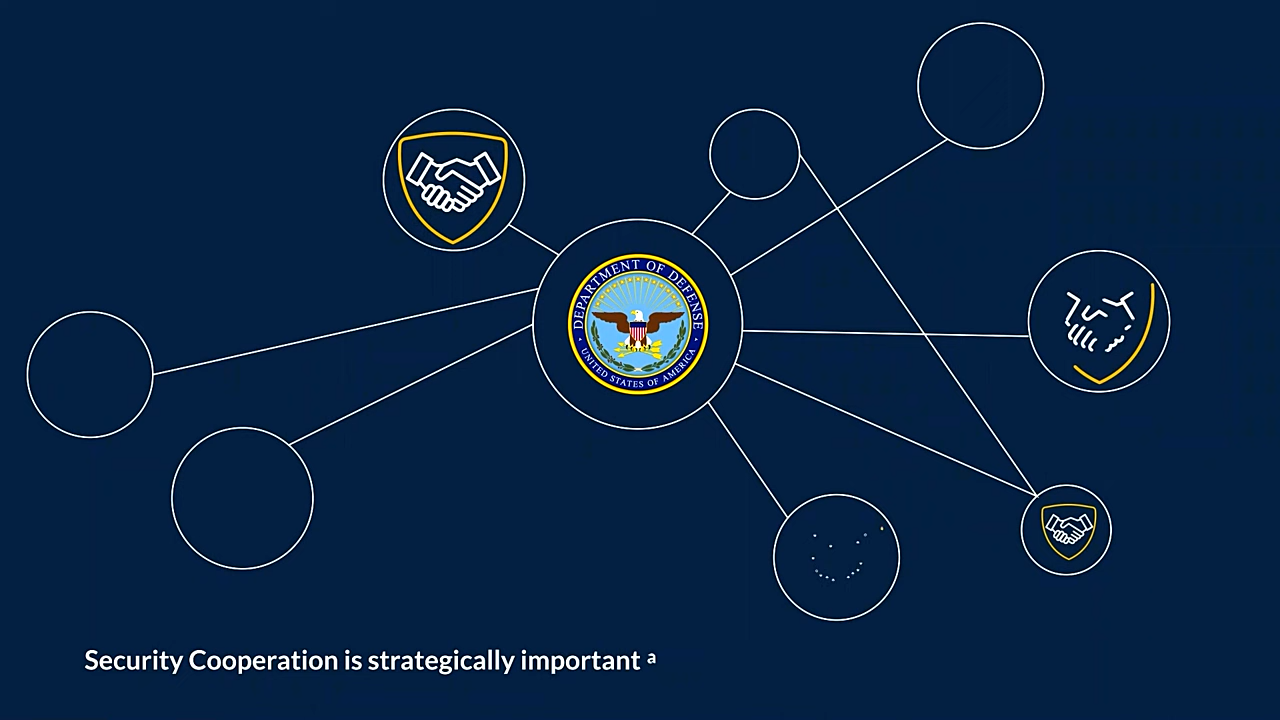 DEPARTMENT OF DEFENSE
UNITED STATES OF AMERICA
Security Cooperation is strategically important a